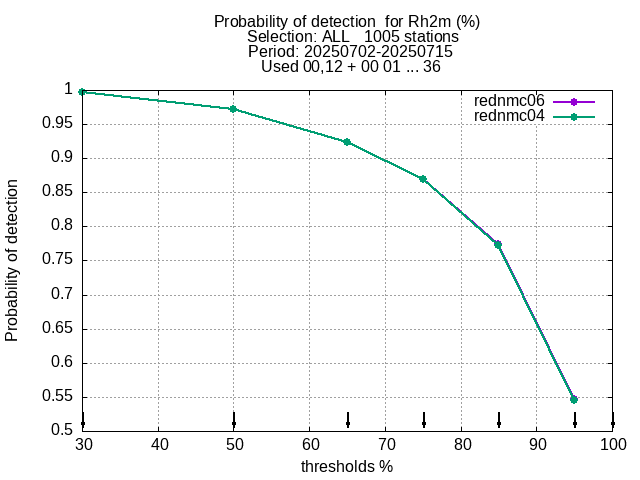 Probability of detection  for Rh2m (%)
Selection: ALL   1005 stations
Period: 20250702-20250715
Used 00,12 + 00 01 ... 36
rednmc06
rednmc04
1
0.95
0.9
0.85
0.8
0.75
0.7
0.65
0.6
0.55
0.5
Probability of detection
30 40 50 60 70 80 90 100
thresholds %